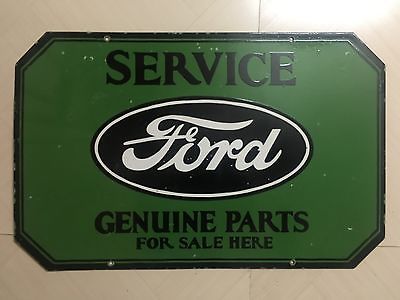 SERVICE
Ford
GENUINE PARTS
FOR SALE HERE